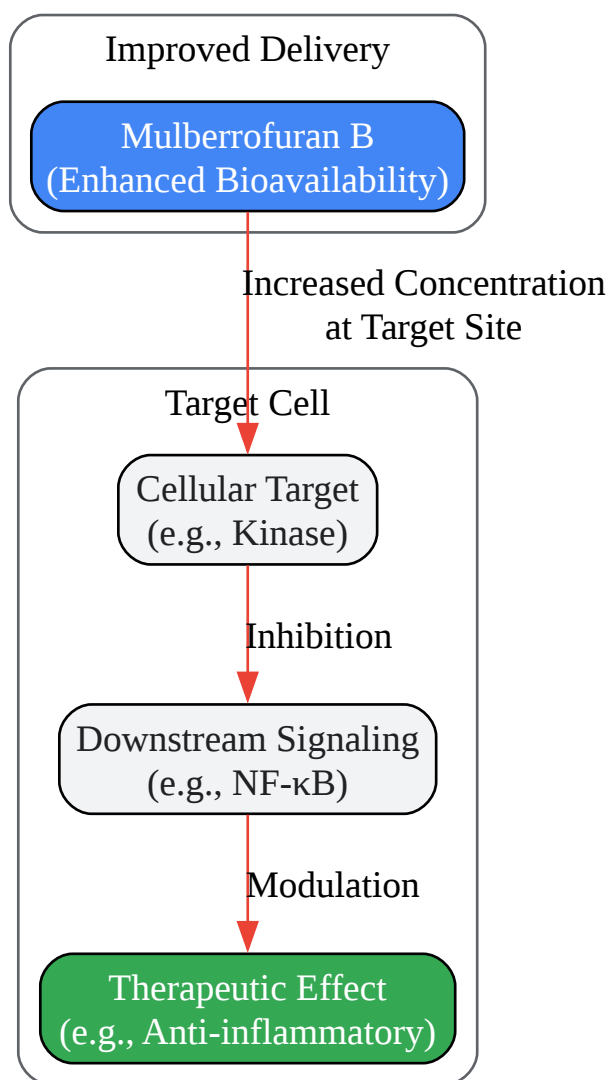 Improved Delivery
Mulberrofuran B
(Enhanced Bioavailability)
Increased Concentration
at Target Site
Target Cell
Cellular Target
(e.g., Kinase)
Inhibition
Downstream Signaling
(e.g., NF-κB)
Modulation
Therapeutic Effect
(e.g., Anti-inflammatory)